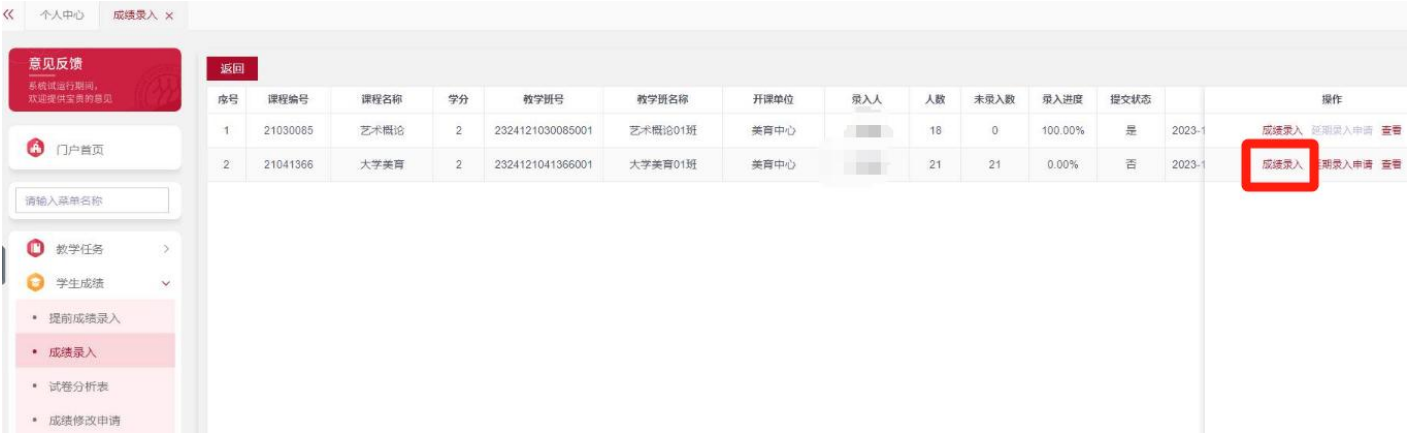 个人中心 成绩录入 ×
意见反馈
系统试运行期间,
欢迎提供宝贵的意见
门户首页
请输入菜单名称
教学任务
学生成绩
• 提前成绩录入
• 成绩录入
• 试卷分析表
• 成绩修改申请
返回
序号 课程编号 课程名称 学分 教学班号 教学班名称 开课单位 录入人 人数 未录入数 录入进度 提交状态 操作
1 21030085 艺术概论 2 2324121030085001 艺术概论01班 美育中心 18 0 100.00% 是 2023-1 成绩录入 延期录入申请 查看
2 21041366 大学美育 2 2324121041366001 大学美育01班 美育中心 21 21 0.00% 否 2023-1 成绩录入 期录入申请 查看